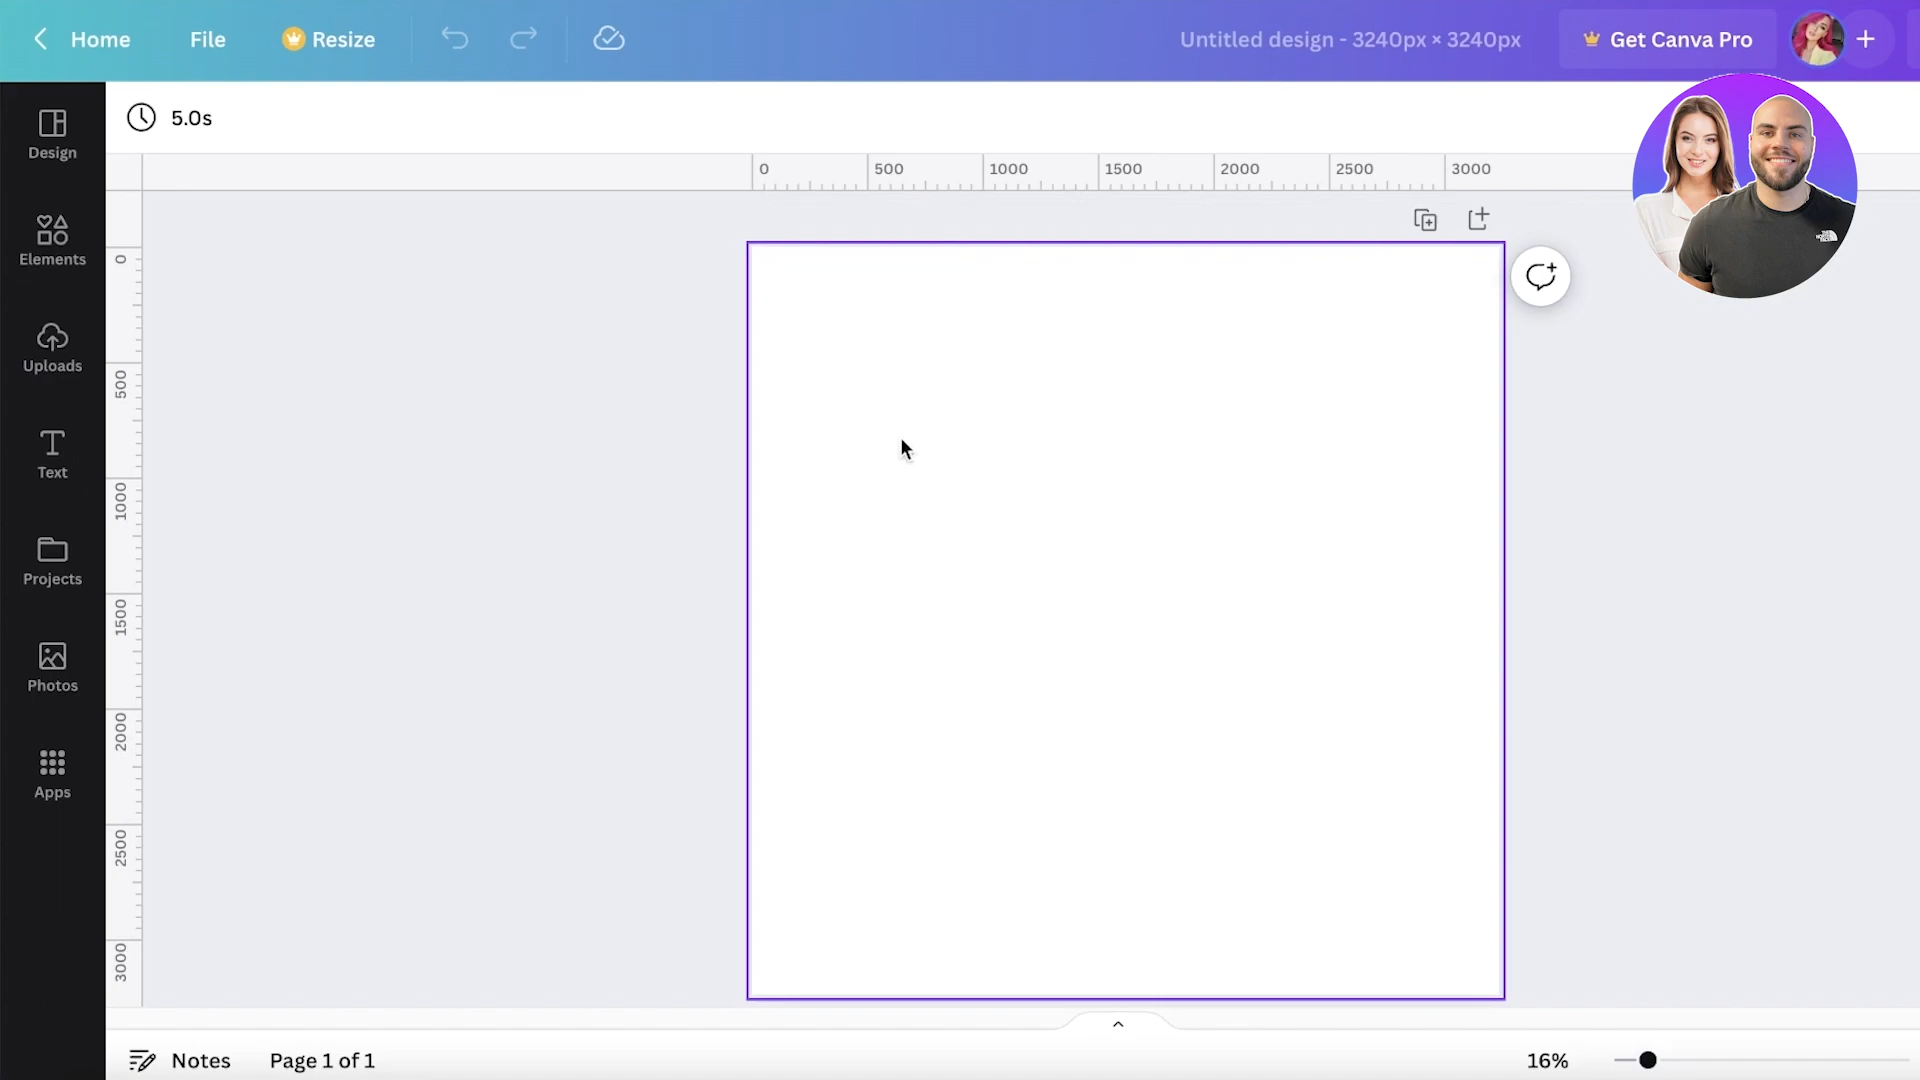 Home File Resize Untitled design - 3240px × 3240px Get Canva Pro
5.0s
Design
Elements
Uploads
Text
Projects
Photos
Apps
0 500 1000 1500 2000 2500 3000
0
500
1000
1500
2000
2500
3000
Notes Page 1 of 1 16%